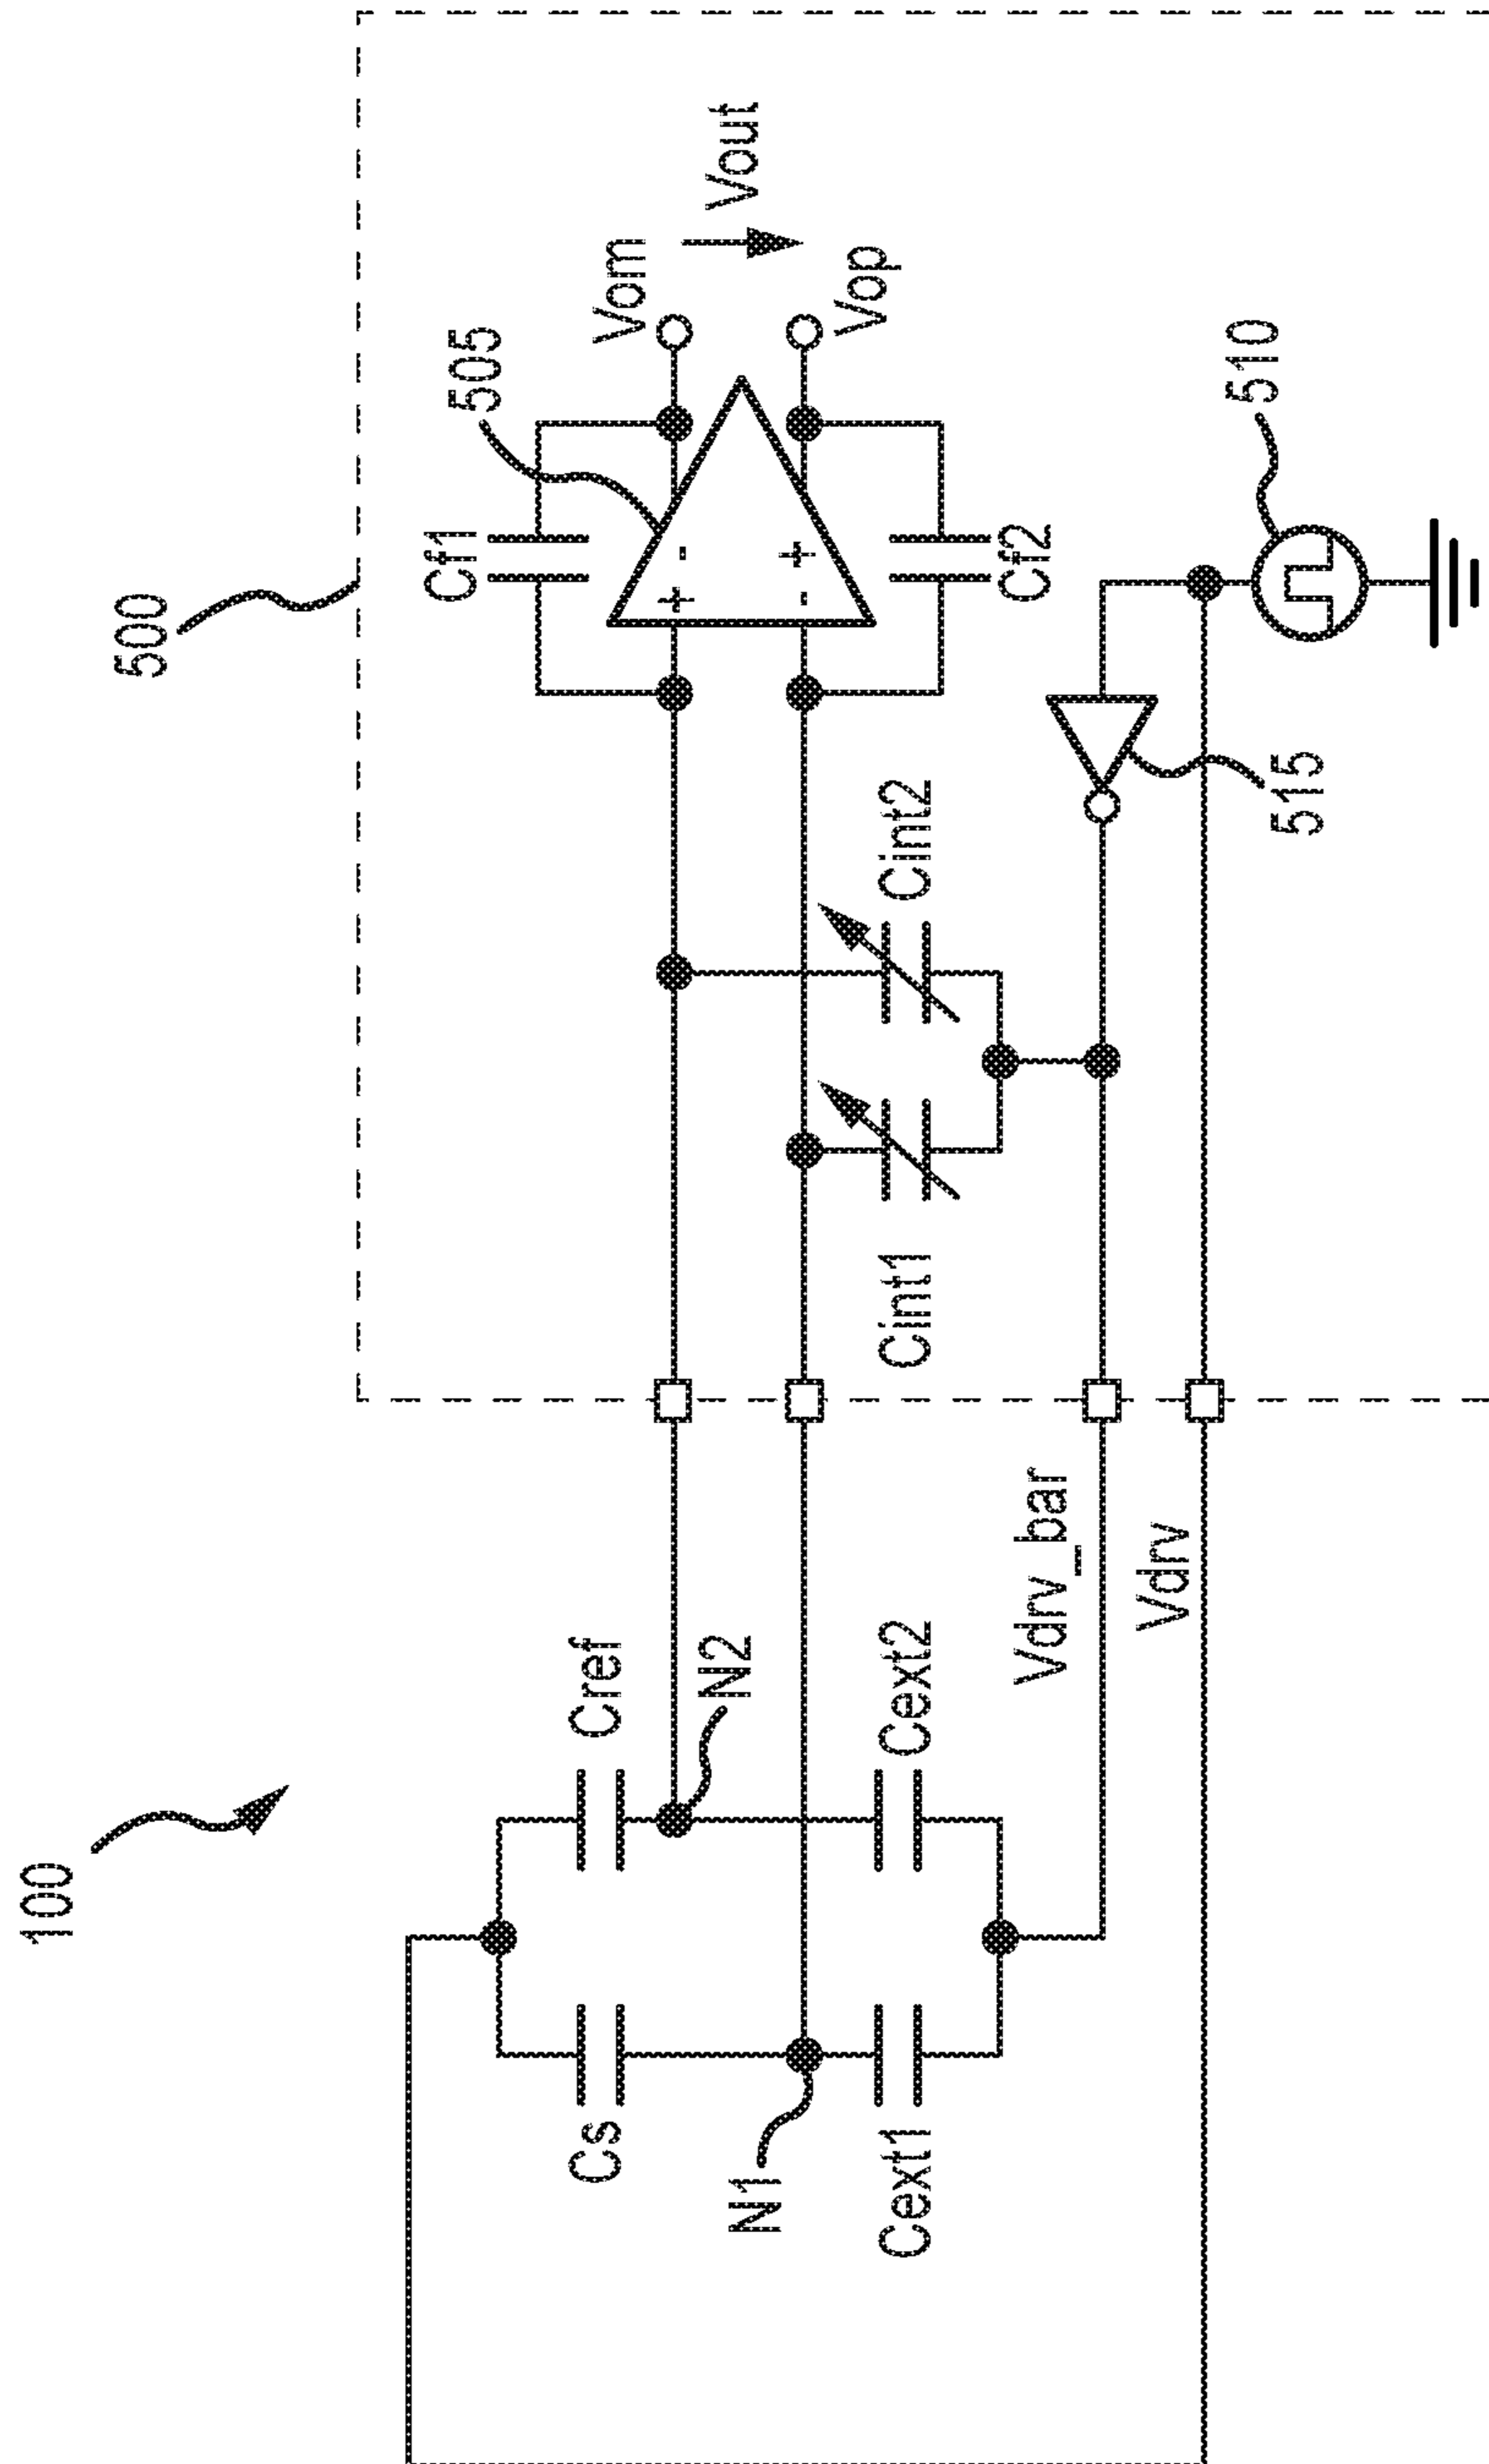 100
500
Cf1
505
Vom
Vout
Cs
Cref
+
-
N1
N2
-
+
Vop
Cext1
Cext2
Cint1
Cint2
Cf2
Vdrv_bar
Vdrv
515
510